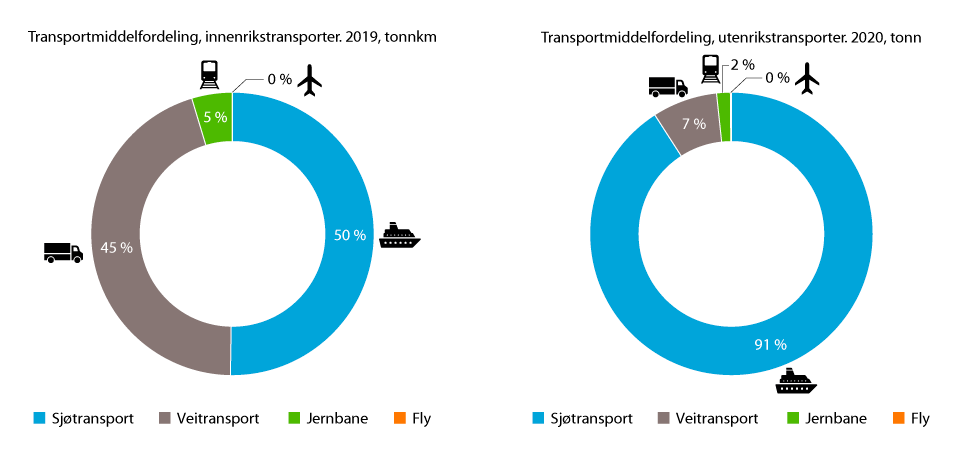 Transportmiddelfordeling, innenrikstransporter. 2019, tonnkm
0 %
5 %
45 %
50 %
Sjøtransport Veitransport Jernbane Fly
Transportmiddelfordeling, utenrikstransporter. 2020, tonn
2 %
0 %
7 %
91 %
Sjøtransport Veitransport Jernbane Fly